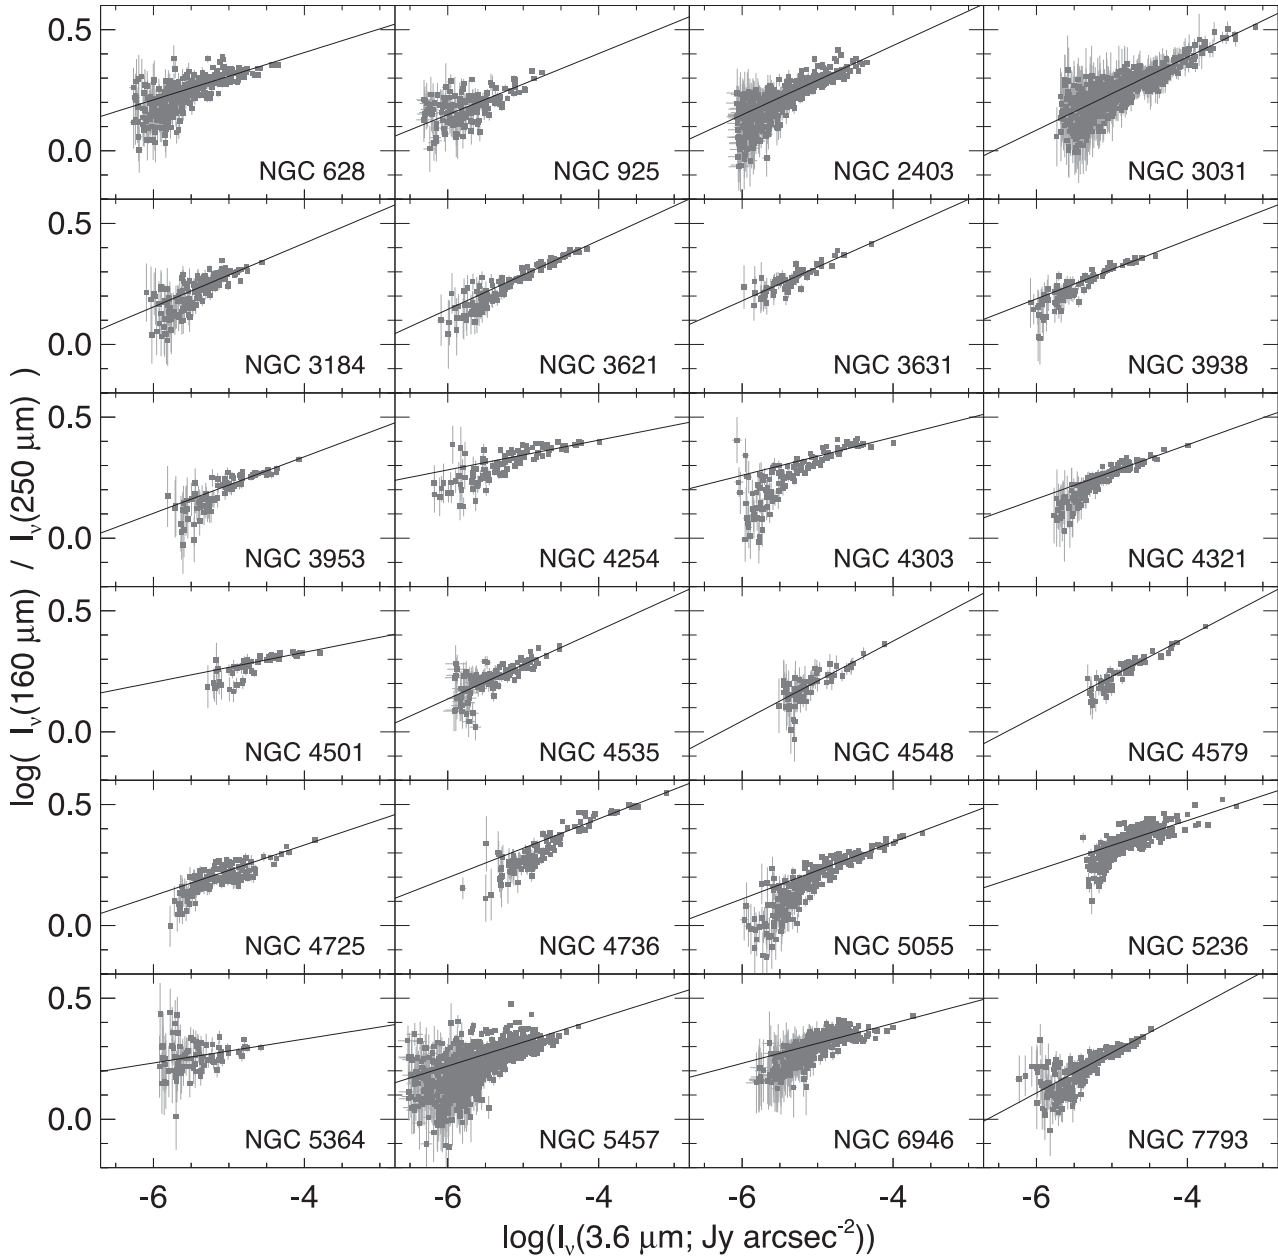 log( Iν(160 μm) / Iν(250 μm) )
0.5
0.0
NGC 628
NGC 925
NGC 2403
NGC 3031
0.5
0.0
NGC 3184
NGC 3621
NGC 3631
NGC 3938
0.5
0.0
NGC 3953
NGC 4254
NGC 4303
NGC 4321
0.5
0.0
NGC 4501
NGC 4535
NGC 4548
NGC 4579
0.5
0.0
NGC 4725
NGC 4736
NGC 5055
NGC 5236
0.5
0.0
NGC 5364
NGC 5457
NGC 6946
NGC 7793
-6 -4 -6 -4 -6 -4 -6 -4
log(Iν(3.6 μm; Jy arcsec⁻²))